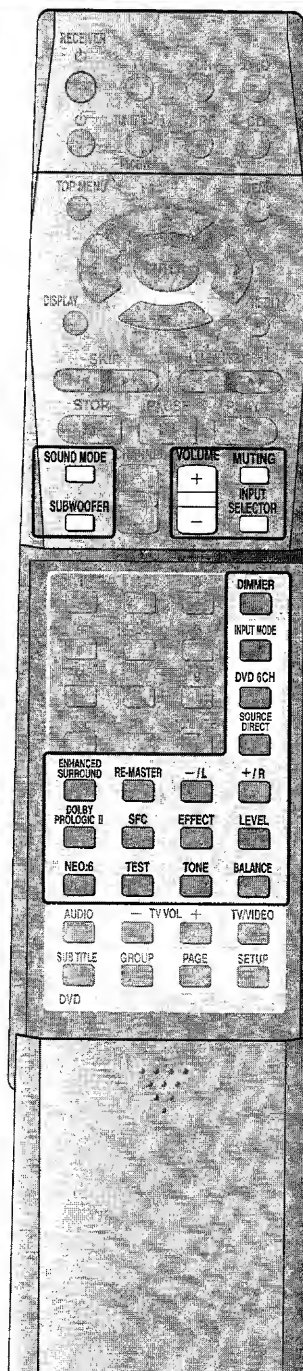 RECEIVER
TOP MENU MENU
DISPLAY
SKIP
STOP PAUSE
SOUND MODE VOLUME MUTING
+
INPUT
SUBWOOFER SELECTOR
−
DIMMER
INPUT MODE
DVD 6CH
SOURCE
DIRECT
ENHANCED
SURROUND RE-MASTER −/L +/R
DOLBY
PROLOGIC II SFC EFFECT LEVEL
NEO:6 TEST TONE BALANCE
AUDIO − TV VOL + TV/VIDEO
SUBTITLE GROUP PAGE SETUP
DVD